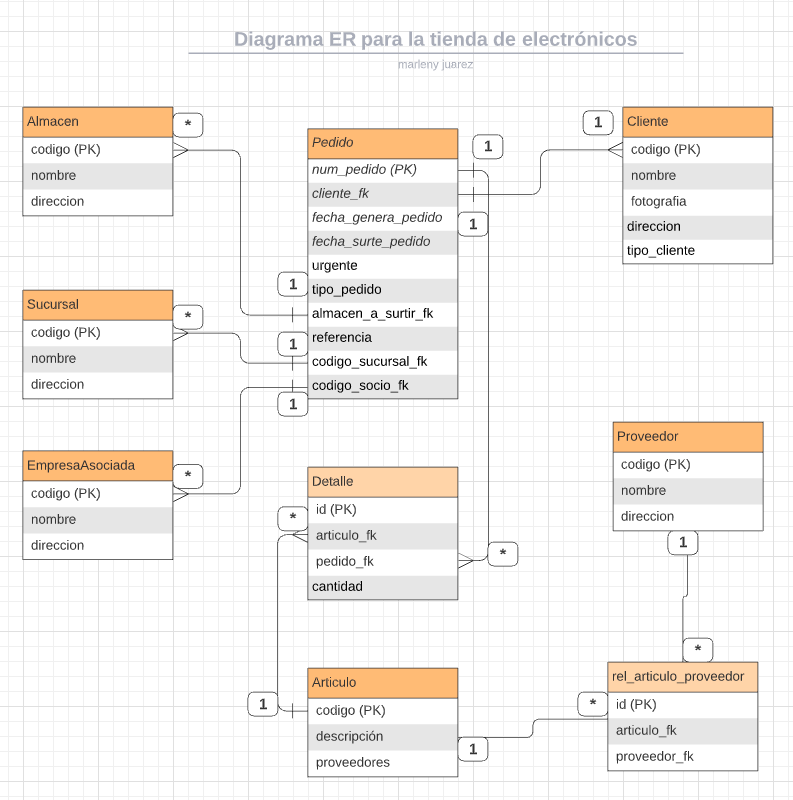 Diagrama ER para la tienda de electrónicos
marleny juarez
Almacen
codigo (PK)
nombre
direccion
*
Pedido
num_pedido (PK)
cliente_fk
fecha_genera_pedido
fecha_surte_pedido
urgente
tipo_pedido
almacen_a_surtir_fk
referencia
codigo_sucursal_fk
codigo_socio_fk
1
1
1
1
1
1
Cliente
codigo (PK)
nombre
fotografia
direccion
tipo_cliente
Sucursal
codigo (PK)
nombre
direccion
*
EmpresaAsociada
codigo (PK)
nombre
direccion
*
Detalle
id (PK)
articulo_fk
pedido_fk
cantidad
*
*
Proveedor
codigo (PK)
nombre
direccion
1
Articulo
codigo (PK)
descripción
proveedores
1
1
*
*
rel_articulo_proveedor
id (PK)
articulo_fk
proveedor_fk